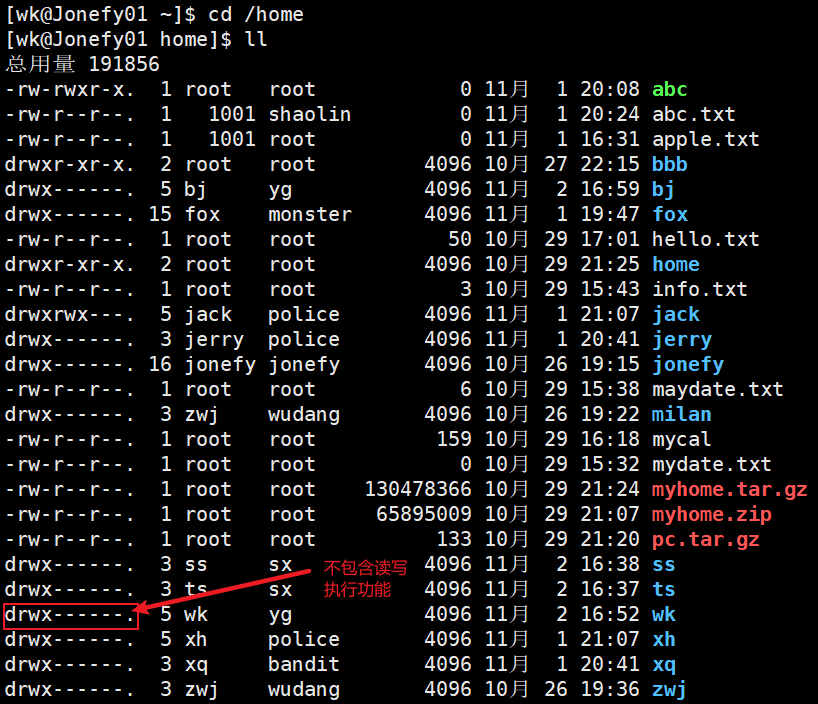 [wk@Jonefy01 ~]$ cd /home
[wk@Jonefy01 home]$ ll
总用量 191856
-rw-rwxr-x. 1 root root 0 11月 1 20:08 abc
-rw-r--r--. 1 1001 shaolin 0 11月 1 20:24 abc.txt
-rw-r--r--. 1 1001 root 0 11月 1 16:31 apple.txt
drwxr-xr-x. 2 root root 4096 10月 27 22:15 bbb
drwx------. 5 bj yg 4096 11月 2 16:59 bj
drwx------. 15 fox monster 4096 11月 1 19:47 fox
-rw-r--r--. 1 root root 50 10月 29 17:01 hello.txt
drwxr-xr-x. 2 root root 4096 10月 29 21:25 home
-rw-r--r--. 1 root root 3 10月 29 15:43 info.txt
drwxrwx---. 5 jack police 4096 11月 1 21:07 jack
drwx------. 3 jerry police 4096 11月 1 20:41 jerry
drwx------. 16 jonefy jonefy 4096 10月 26 19:15 jonefy
-rw-r--r--. 1 root root 6 10月 29 15:38 maydate.txt
drwx------. 3 zwj wudang 4096 10月 26 19:22 milan
-rw-r--r--. 1 root root 159 10月 29 16:18 mycal
-rw-r--r--. 1 root root 0 10月 29 15:32 mydate.txt
-rw-r--r--. 1 root root 130478366 10月 29 21:24 myhome.tar.gz
-rw-r--r--. 1 root root 65895009 10月 29 21:07 myhome.zip
-rw-r--r--. 1 root root 133 10月 29 21:20 pc.tar.gz
drwx------. 3 ss sx 4096 11月 2 16:38 ss
不包含读写
drwx------. 3 ts sx 4096 11月 2 16:37 ts
执行功能
drwx------. 5 wk yg 4096 11月 2 16:52 wk
drwx------. 5 xh police 4096 11月 1 21:07 xh
drwx------. 3 xq bandit 4096 11月 1 20:41 xq
drwx------. 3 zwj wudang 4096 10月 26 19:36 zwj